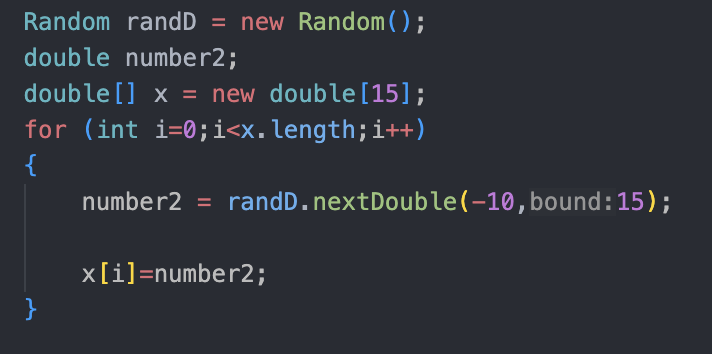 Random randD = new Random();
double number2;
double[] x = new double[15];
for (int i=0;i<x.length;i++)
{
number2 = randD.nextDouble(-10,bound:15);
x[i]=number2;
}